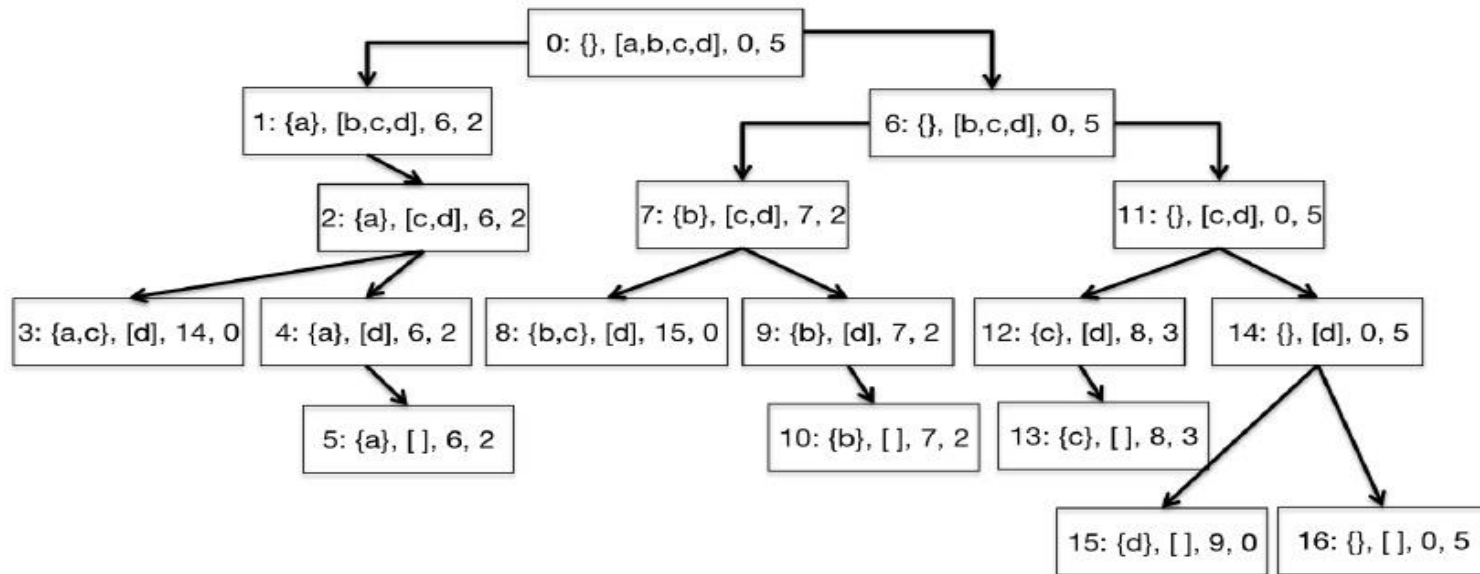 0: {}, [a,b,c,d], 0, 5
1: {a}, [b,c,d], 6, 2
6: {}, [b,c,d], 0, 5
2: {a}, [c,d], 6, 2
7: {b}, [c,d], 7, 2
11: {}, [c,d], 0, 5
3: {a,c}, [d], 14, 0
4: {a}, [d], 6, 2
8: {b,c}, [d], 15, 0
9: {b}, [d], 7, 2
12: {c}, [d], 8, 3
14: {}, [d], 0, 5
5: {a}, [ ], 6, 2
10: {b}, [ ], 7, 2
13: {c}, [ ], 8, 3
15: {d}, [ ], 9, 0
16: {}, [ ], 0, 5